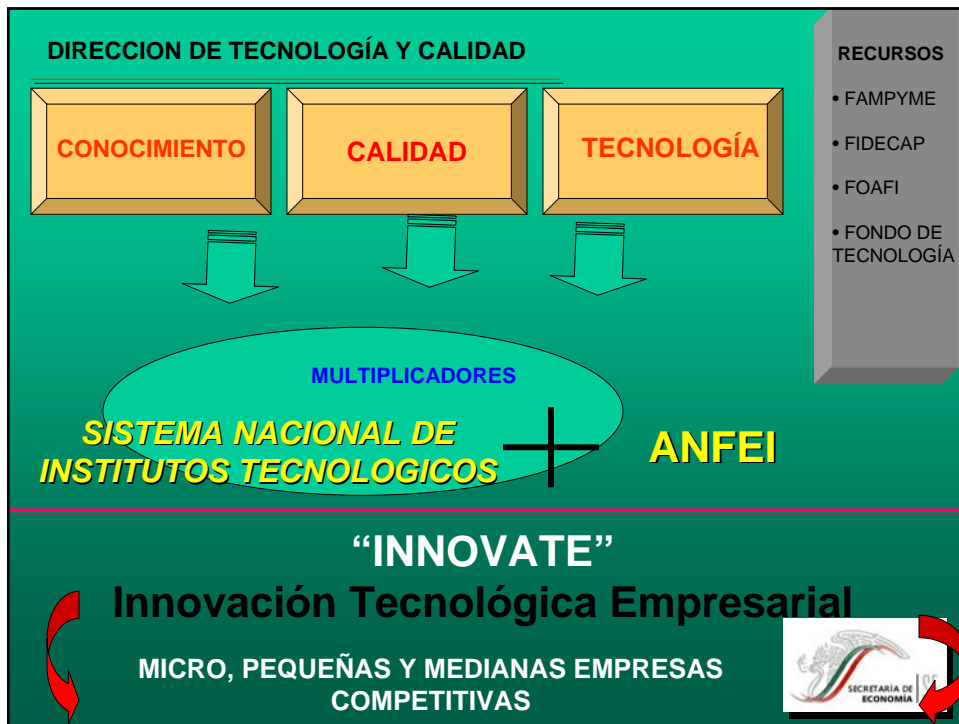 DIRECCION DE TECNOLOGÍA Y CALIDAD
CONOCIMIENTO
CALIDAD
TECNOLOGÍA
RECURSOS
• FAMPYME
• FIDECAP
• FOAFI
• FONDO DE
TECNOLOGÍA
MULTIPLICADORES
SISTEMA NACIONAL DE
INSTITUTOS TECNOLOGICOS
ANFEI
“INNOVATE”
Innovación Tecnológica Empresarial
MICRO, PEQUEÑAS Y MEDIANAS EMPRESAS
COMPETITIVAS
SECRETARÍA DE
ECONOMÍA